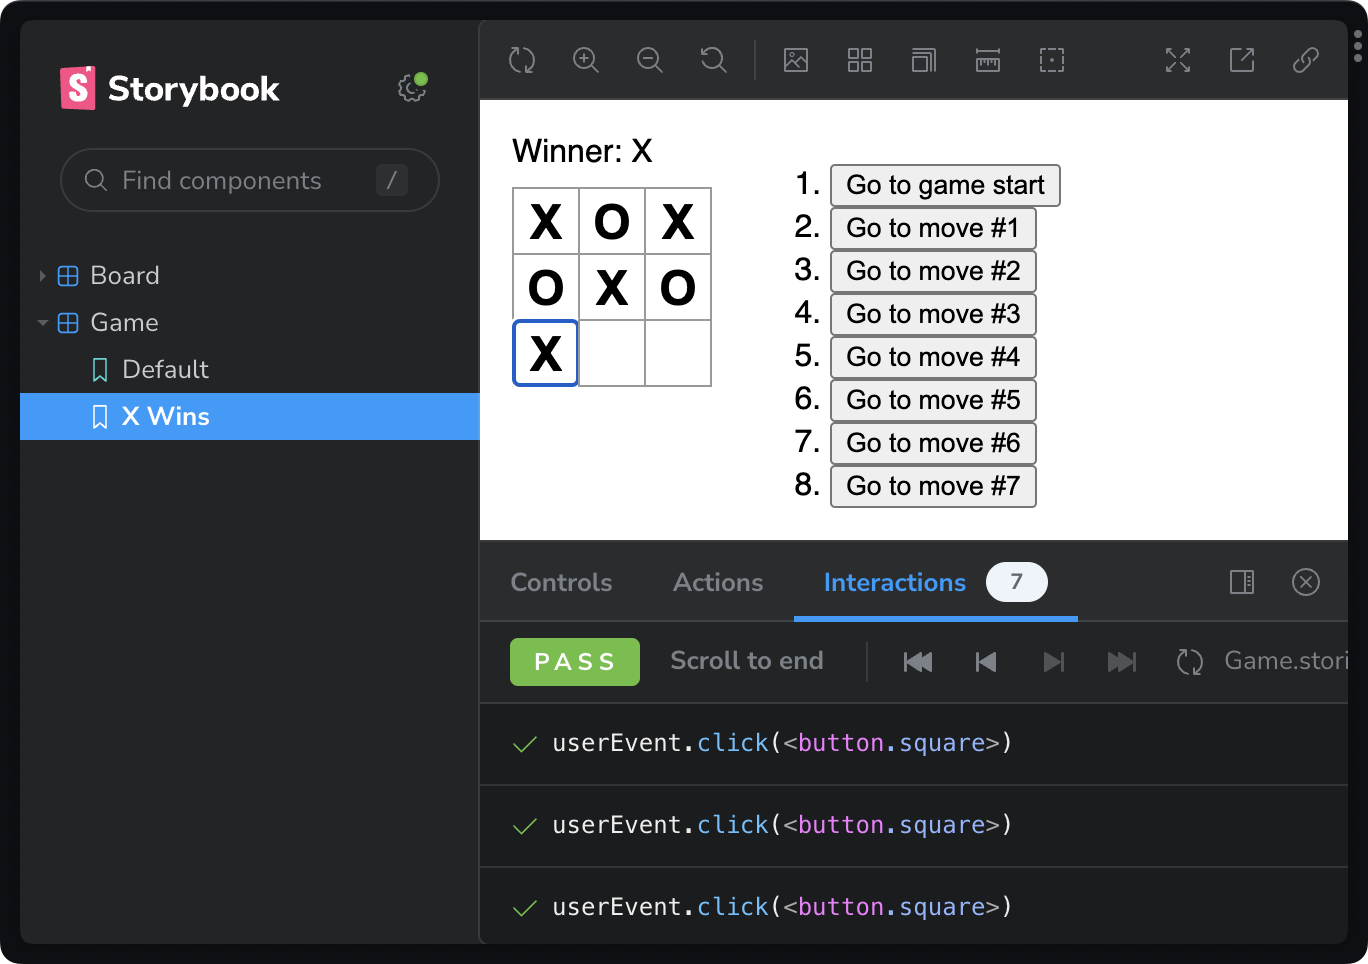 Storybook
Find components /
Board
Game
Default
X Wins
Winner: X
X O X
O X O
X
1. Go to game start
2. Go to move #1
3. Go to move #2
4. Go to move #3
5. Go to move #4
6. Go to move #5
7. Go to move #6
8. Go to move #7
Controls Actions Interactions 7
PASS Scroll to end Game.stori
userEvent.click(<button.square>)
userEvent.click(<button.square>)
userEvent.click(<button.square>)